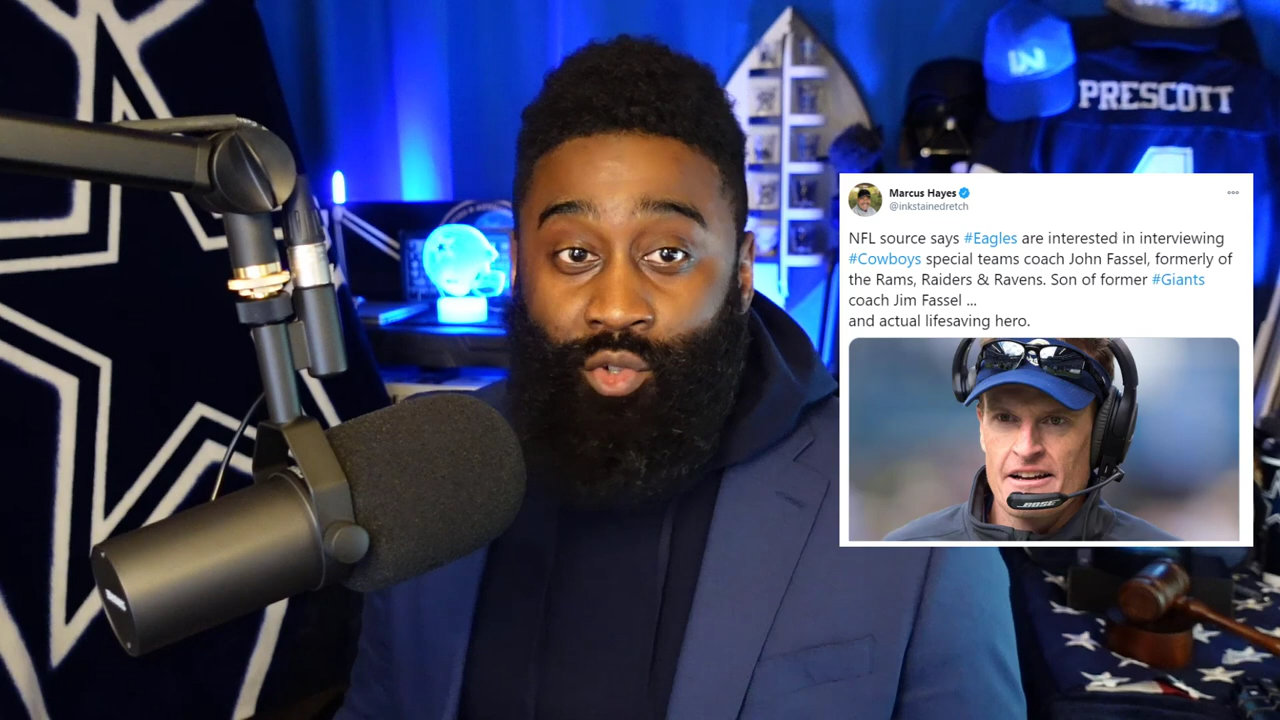 PRESCOTT
4
Marcus Hayes
@inkstainedretch
NFL source says #Eagles are interested in interviewing
#Cowboys special teams coach John Fassel, formerly of
the Rams, Raiders & Ravens. Son of former #Giants
coach Jim Fassel ...
and actual lifesaving hero.
BOSE